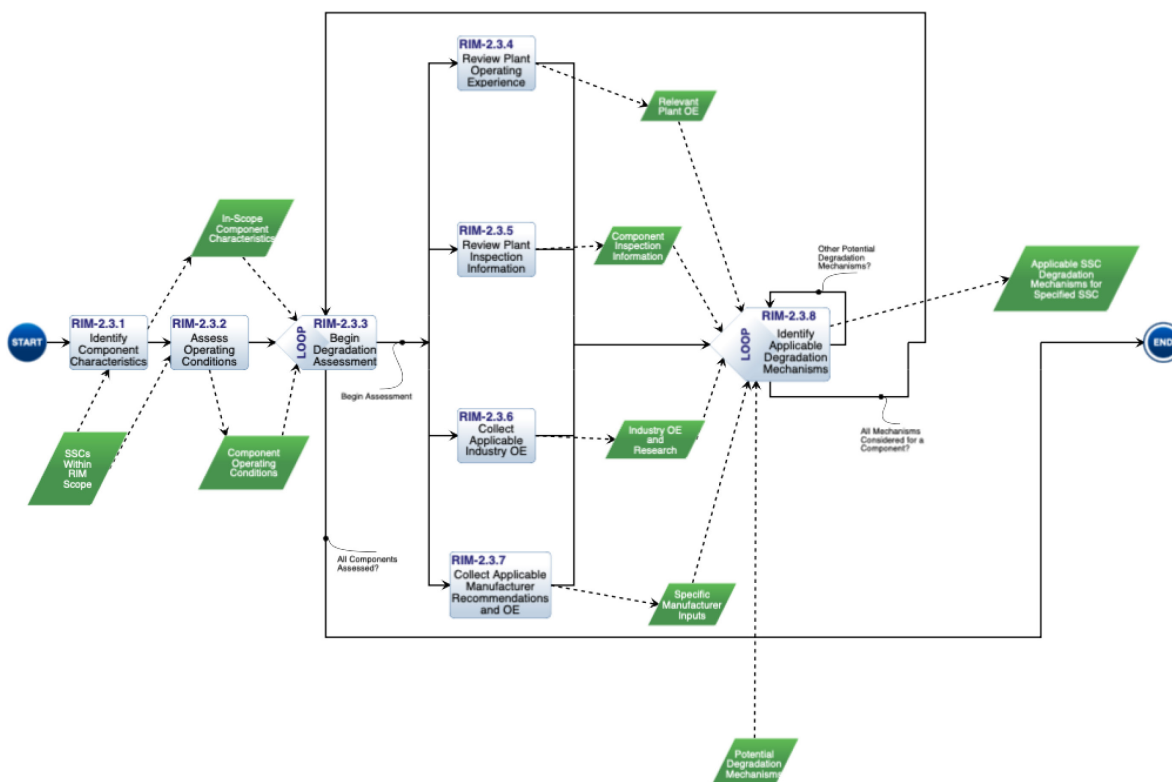 RIM-2.3.4
Review Plant
Operating
Experience
Relevant
Plant OE
In-Scope
Component
Characteristics
RIM-2.3.5
Review Plant
Inspection
Information
Component
Inspection
Information
Other Potential
Degradation
Mechanisms?
Applicable SSC
Degradation
Mechanisms for
Specified SSC
START
RIM-2.3.1
Identify
Component
Characteristics
RIM-2.3.2
Assess
Operating
Conditions
LOOP
RIM-2.3.3
Begin
Degradation
Assessment
Begin Assessment
LOOP
RIM-2.3.8
Identify
Applicable
Degradation
Mechanisms
END
SSCs
Within
RIM
Scope
Component
Operating
Conditions
RIM-2.3.6
Collect
Applicable
Industry OE
Industry OE
and
Research
All Mechanisms
Considered for a
Component?
All Components
Assessed?
RIM-2.3.7
Collect Applicable
Manufacturer
Recommendations
and OE
Specific
Manufacturer
Inputs
Potential
Degradation
Mechanisms